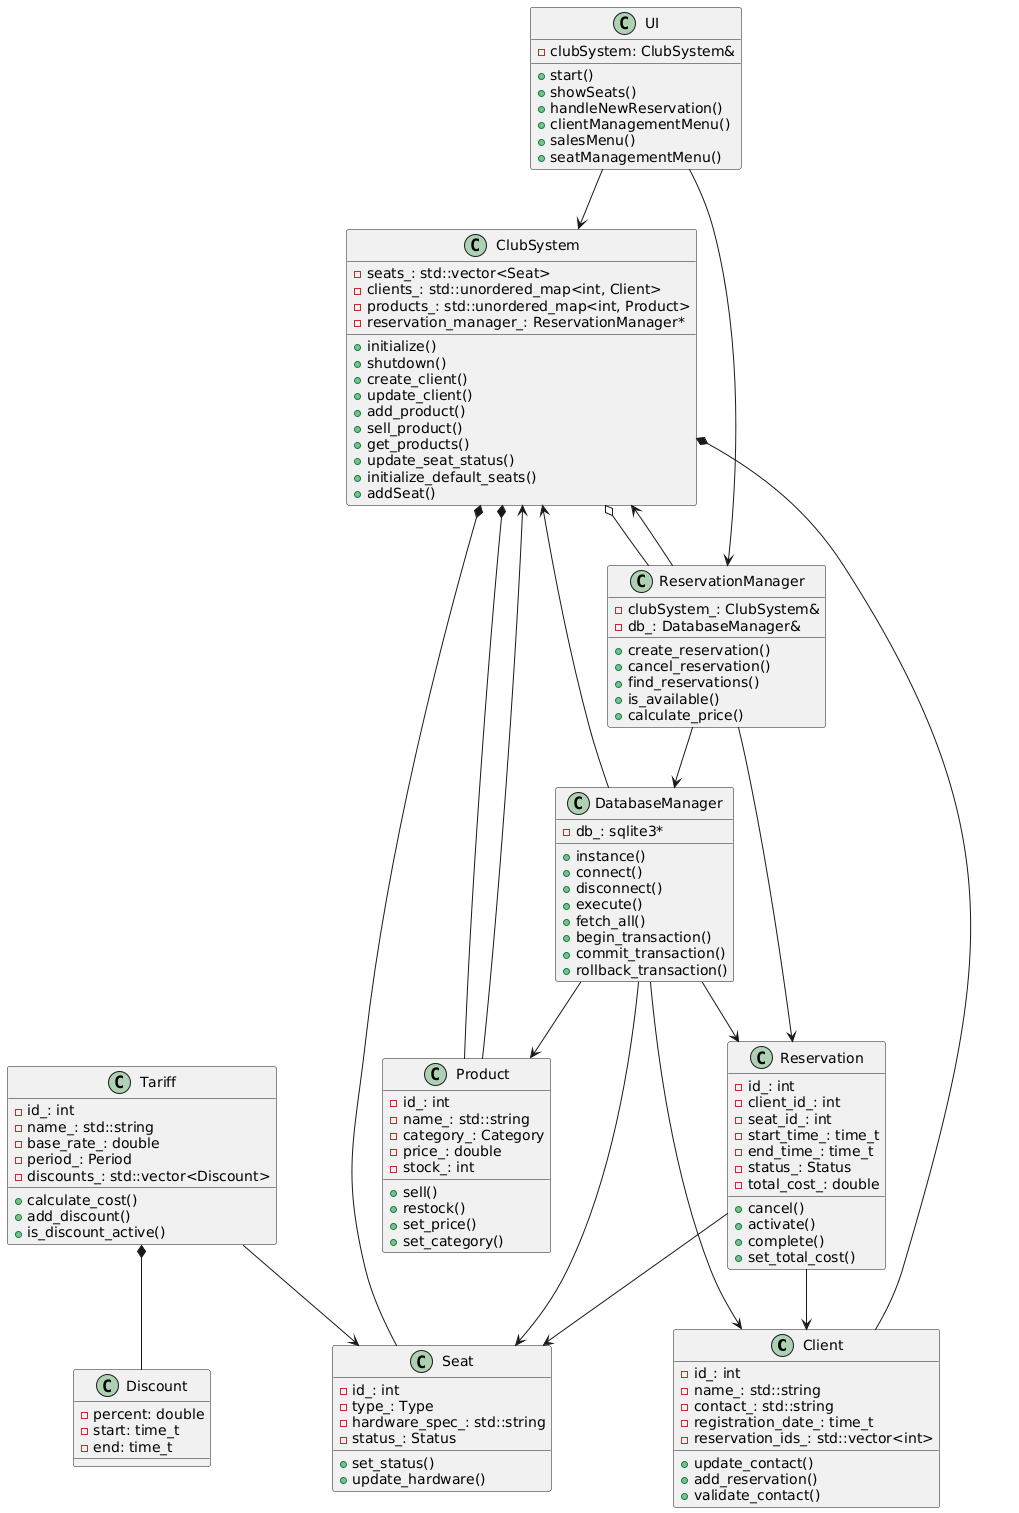 C UI
clubSystem: ClubSystem&
start()
showSeats()
handleNewReservation()
clientManagementMenu()
salesMenu()
seatManagementMenu()
C ClubSystem
seats_: std::vector<Seat>
clients_: std::unordered_map<int, Client>
products_: std::unordered_map<int, Product>
reservation_manager_: ReservationManager*
initialize()
shutdown()
create_client()
update_client()
add_product()
sell_product()
get_products()
update_seat_status()
initialize_default_seats()
addSeat()
C ReservationManager
clubSystem_: ClubSystem&
db_: DatabaseManager&
create_reservation()
cancel_reservation()
find_reservations()
is_available()
calculate_price()
C DatabaseManager
db_: sqlite3*
instance()
connect()
disconnect()
execute()
fetch_all()
begin_transaction()
commit_transaction()
rollback_transaction()
C Tariff
id_: int
name_: std::string
base_rate_: double
period_: Period
discounts_: std::vector<Discount>
calculate_cost()
add_discount()
is_discount_active()
C Product
id_: int
name_: std::string
category_: Category
price_: double
stock_: int
sell()
restock()
set_price()
set_category()
C Reservation
id_: int
client_id_: int
seat_id_: int
start_time_: time_t
end_time_: time_t
status_: Status
total_cost_: double
cancel()
activate()
complete()
set_total_cost()
C Discount
percent: double
start: time_t
end: time_t
C Seat
id_: int
type_: Type
hardware_spec_: std::string
status_: Status
set_status()
update_hardware()
C Client
id_: int
name_: std::string
contact_: std::string
registration_date_: time_t
reservation_ids_: std::vector<int>
update_contact()
add_reservation()
validate_contact()